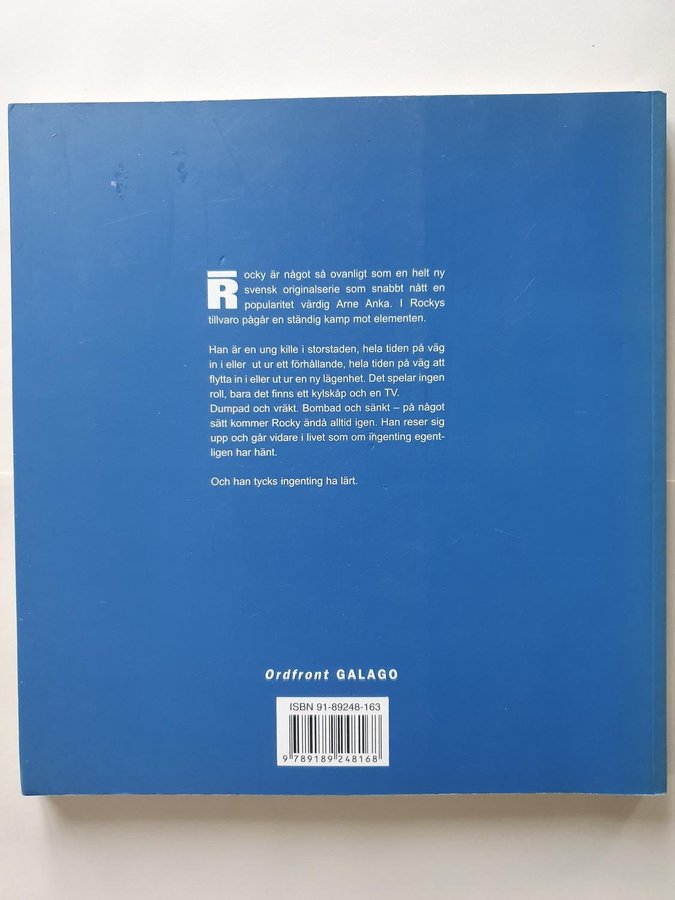 Rocky är något så ovanligt som en helt ny
svensk originalserie som snabbt nått en
popularitet värdig Arne Anka. I Rockys
tillvaro pågår en ständig kamp mot elementen.
Han är en ung kille i storstaden, hela tiden på väg
in i eller ut ur ett förhållande, hela tiden på väg att
flytta in i eller ut ur en ny lägenhet. Det spelar ingen
roll, bara det finns ett kylskåp och en TV.
Dumpad och vräkt. Bombad och sänkt – på något
sätt kommer Rocky ändå alltid igen. Han reser sig
upp och går vidare i livet som om ingenting egent-
ligen har hänt.
Och han tycks ingenting ha lärt.
Ordfront GALAGO
ISBN 91-89248-163
9 789189 248168